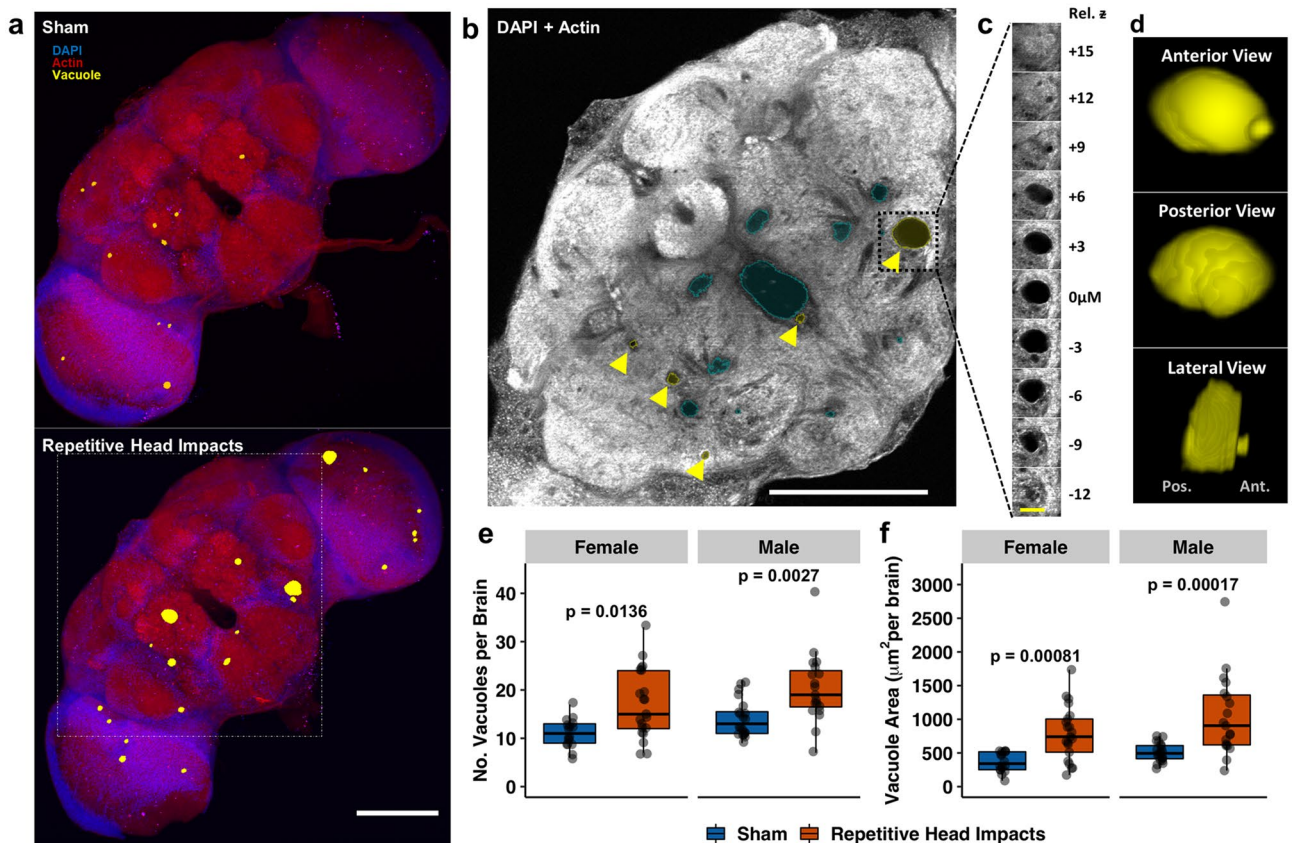 a
Sham
DAPI
Actin
Vacuole
Repetitive Head Impacts
b
DAPI + Actin
c
Rel. z
+15
+12
+9
+6
+3
0μM
-3
-6
-9
-12
d
Anterior View
Posterior View
Lateral View
Pos. Ant.
e
Female Male
p = 0.0136
p = 0.0027
No. Vacuoles per Brain
40
30
20
10
0
f
Female Male
p = 0.00081
p = 0.00017
Vacuole Area (μm² per brain)
3000
2500
2000
1500
1000
500
0
Sham Repetitive Head Impacts